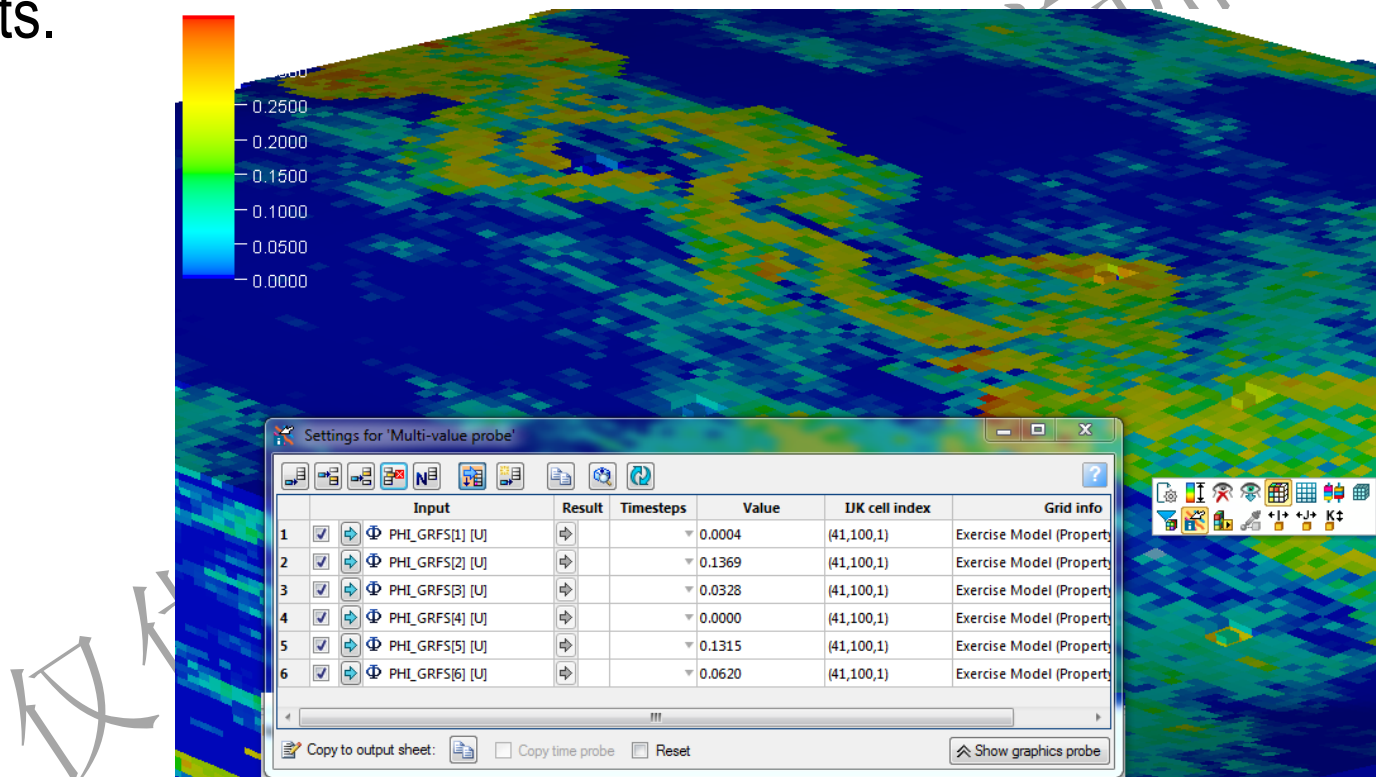 ts.
0.2500
0.2000
0.1500
0.1000
0.0500
0.0000
Settings for 'Multi-value probe'
N
?
Input Result Timesteps Value IJK cell index Grid info
1 Φ PHI_GRFS[1] [U] 0.0004 (41,100,1) Exercise Model (Property
2 Φ PHI_GRFS[2] [U] 0.1369 (41,100,1) Exercise Model (Property
3 Φ PHI_GRFS[3] [U] 0.0328 (41,100,1) Exercise Model (Property
4 Φ PHI_GRFS[4] [U] 0.0000 (41,100,1) Exercise Model (Property
5 Φ PHI_GRFS[5] [U] 0.1315 (41,100,1) Exercise Model (Property
6 Φ PHI_GRFS[6] [U] 0.0620 (41,100,1) Exercise Model (Property
Copy to output sheet: Copy time probe Reset Show graphics probe
I J K
仅